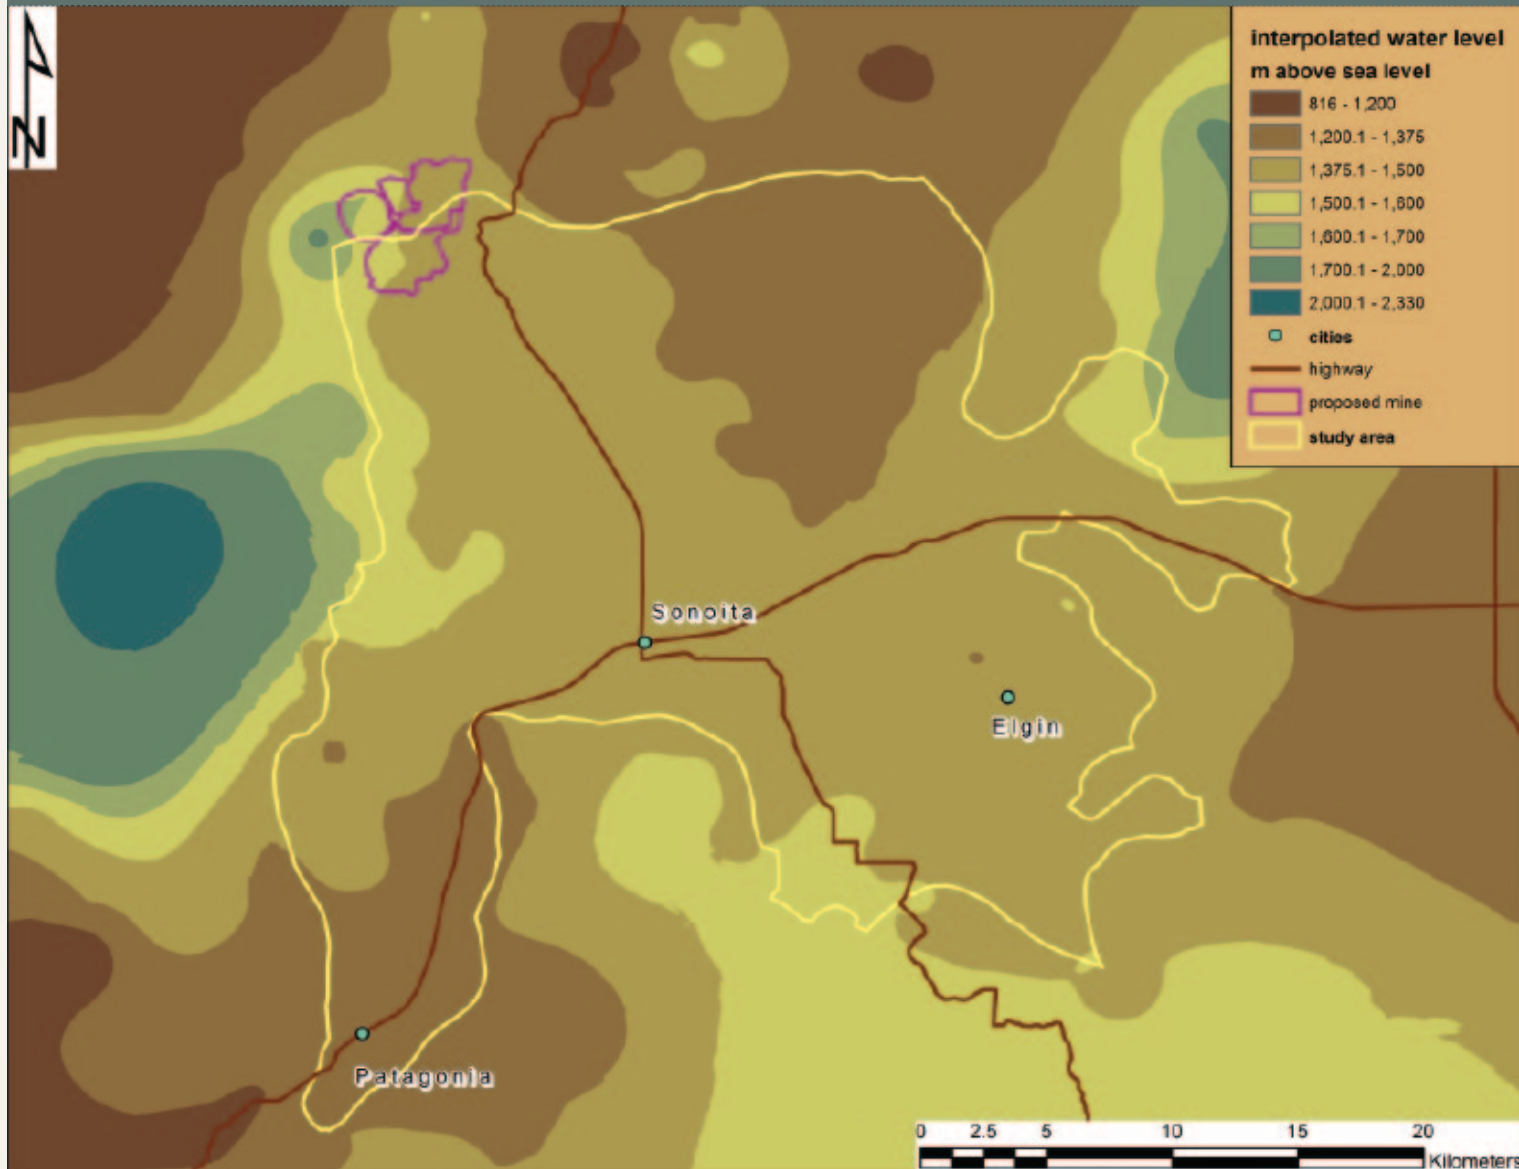 N
interpolated water level
m above sea level
816 - 1,200
1,200.1 - 1,375
1,375.1 - 1,500
1,500.1 - 1,600
1,600.1 - 1,700
1,700.1 - 2,000
2,000.1 - 2,330
cities
highway
proposed mine
study area
Sonoita
Elgin
Patagonia
0 2.5 5 10 15 20
Kilometers